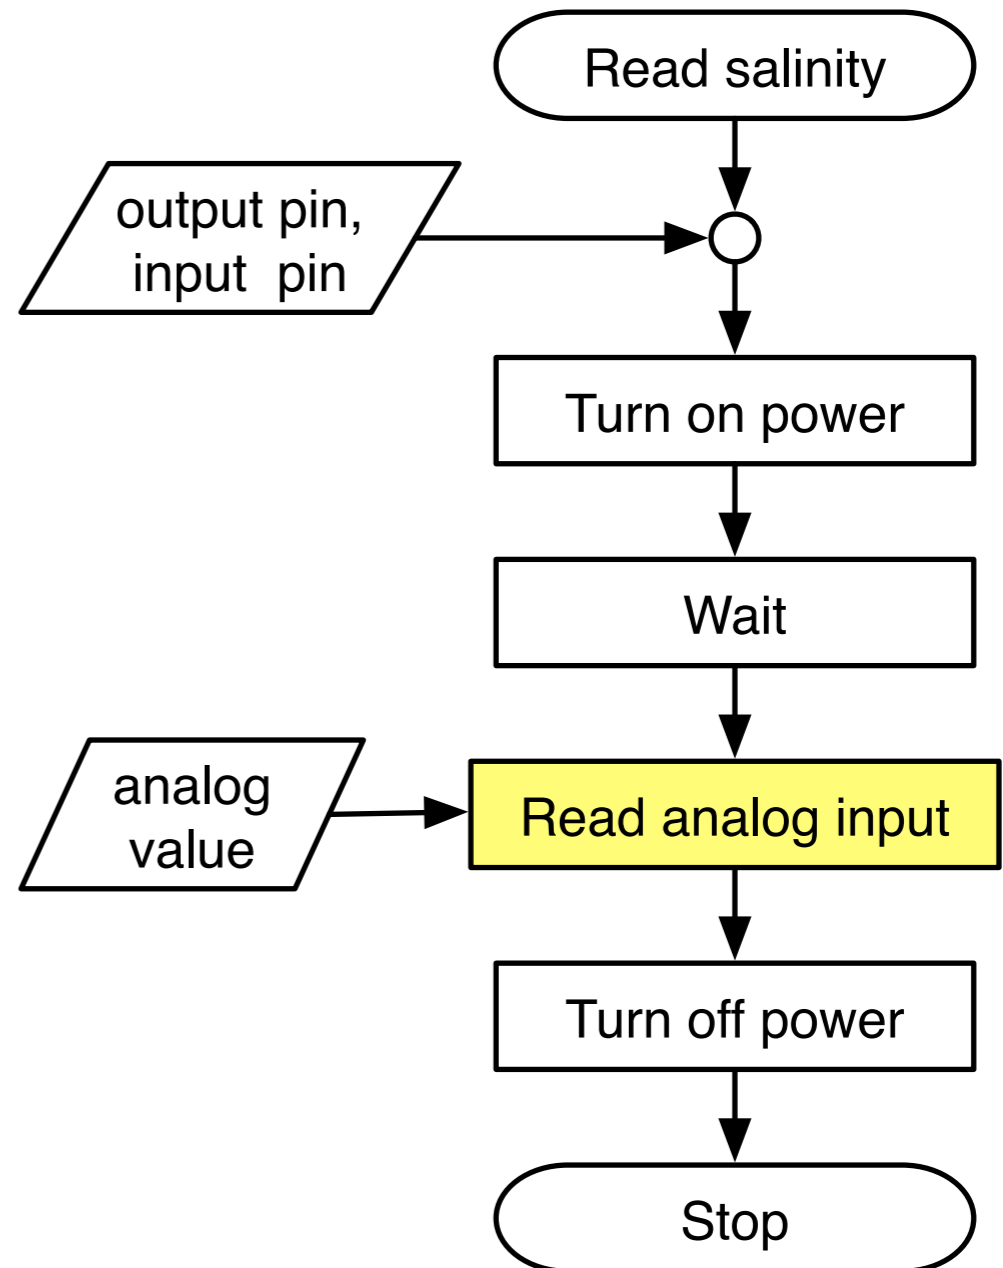 Read salinity
output pin,
input pin
Turn on power
Wait
analog
value
Read analog input
Turn off power
Stop